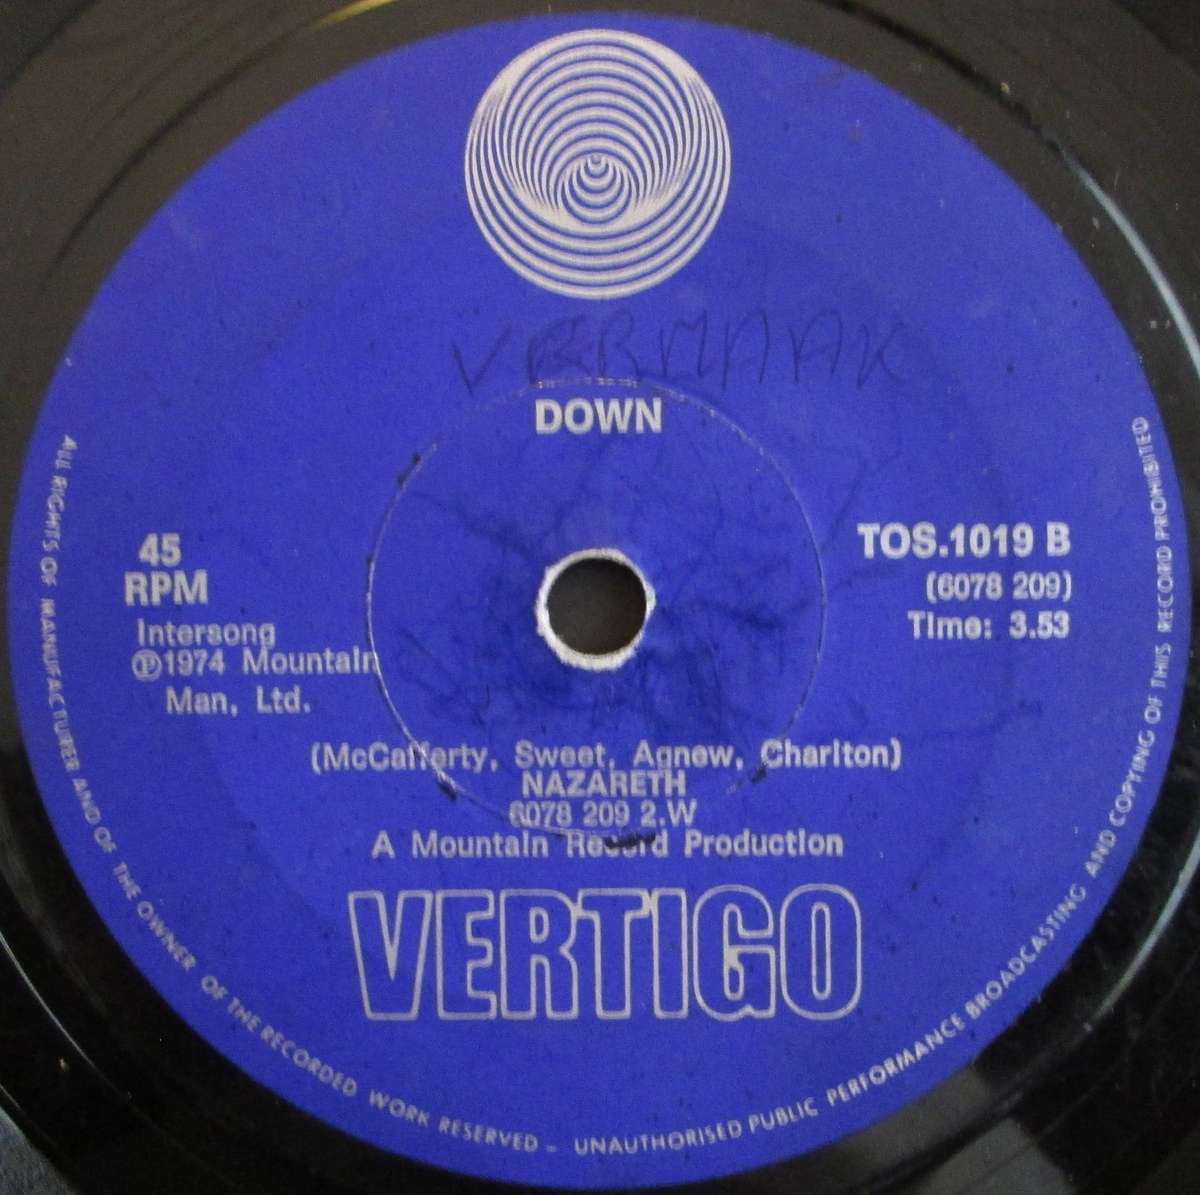 VERMAAK
DOWN
45
RPM
Intersong
Ⓟ1974 Mountain
Man, Ltd.
TOS.1019 B
(6078 209)
Time: 3.53
(McCafferty, Sweet, Agnew, Charlton)
NAZARETH
6078 209 2.W
A Mountain Record Production
VERTIGO
ALL RIGHTS OF MANUFACTURER AND OF THE OWNER OF THE RECORDED WORK RESERVED – UNAUTHORISED PUBLIC PERFORMANCE BROADCASTING AND COPYING OF THIS RECORD PROHIBITED